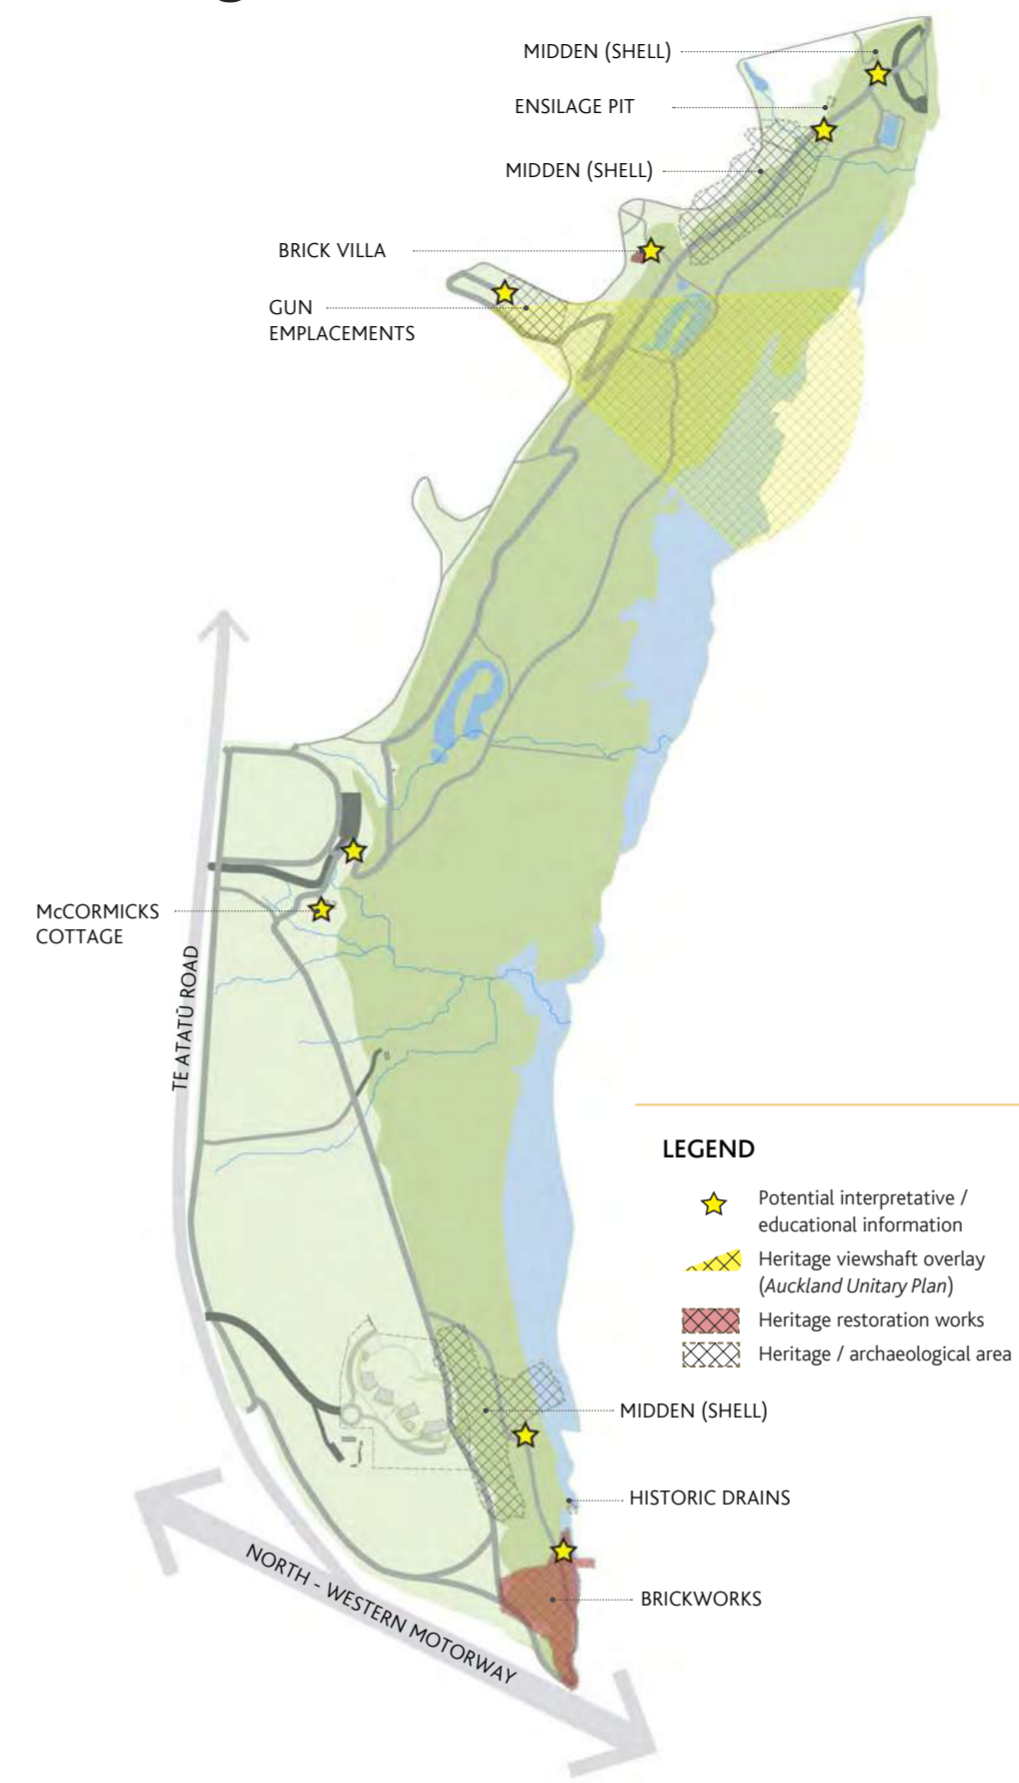 MIDDEN (SHELL)
ENSILAGE PIT
MIDDEN (SHELL)
BRICK VILLA
GUN
EMPLACEMENTS
McCORMICKS
COTTAGE
TE ATATŪ ROAD
LEGEND
Potential interpretative /
educational information
Heritage viewshaft overlay
(Auckland Unitary Plan)
Heritage restoration works
Heritage / archaeological area
MIDDEN (SHELL)
HISTORIC DRAINS
BRICKWORKS
NORTH - WESTERN MOTORWAY